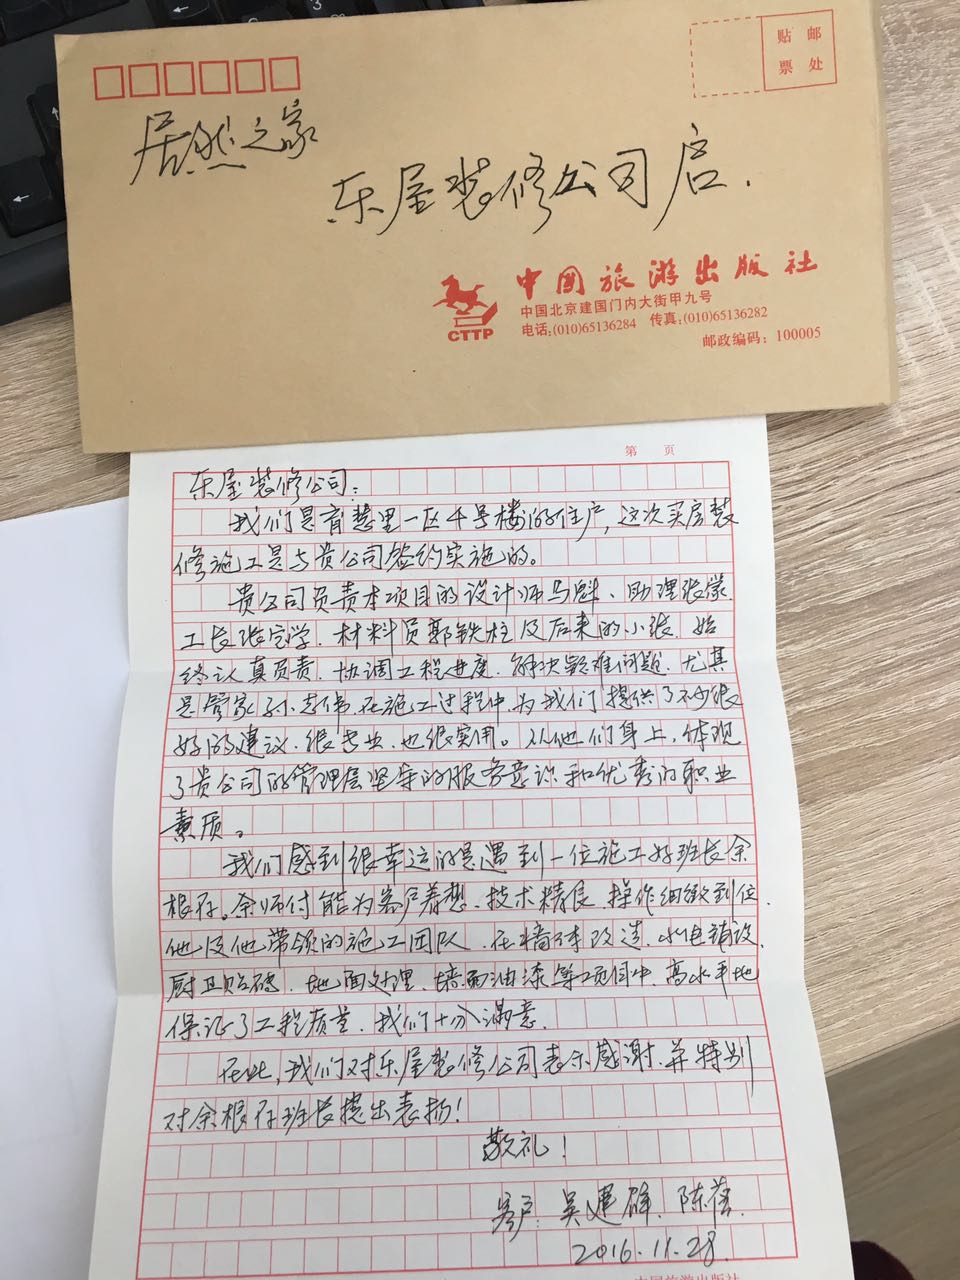 贴 邮
票 处
居然之家
东屋装修公司启.
中国旅游出版社
中国北京建国门内大街甲九号
电话:(010)65136284 传真:(010)65136282
邮政编码: 100005
CTTP
第 页
东屋装修公司:
我们是育慧里一区4号楼的住户,这次买房装
修施工是与贵公司签约实施的。
贵公司负责本项目的设计师马魁、助理张
工长张宝学、材料员郭铁柱及后来的小张,始
终认真负责,协调工程进度,解决疑难问题,尤其
是管家孙志伟,在施工过程中,为我们提供了不少很
好的建议,很专业,也很实用。从他们身上,体现
了贵公司的管理层坚等的服务意识和优秀的职业
素质。
我们感到很幸运的是遇到一位施工好班长余
根存。余师付能为客户着想、技术精良、操作细致到位,
他及他带领的施工团队,在墙体改造、水电铺设、
厨卫贴砖、地面处理、墙面油漆等项目中,高水平地
保证了工程质量,我们十分满意.
在此,我们对东屋装修公司表示感谢,并特别
对余根存班长提出表扬!
敬礼!
客户: 吴建锋、陈蓓.
2016.11.28
中国旅游出版社